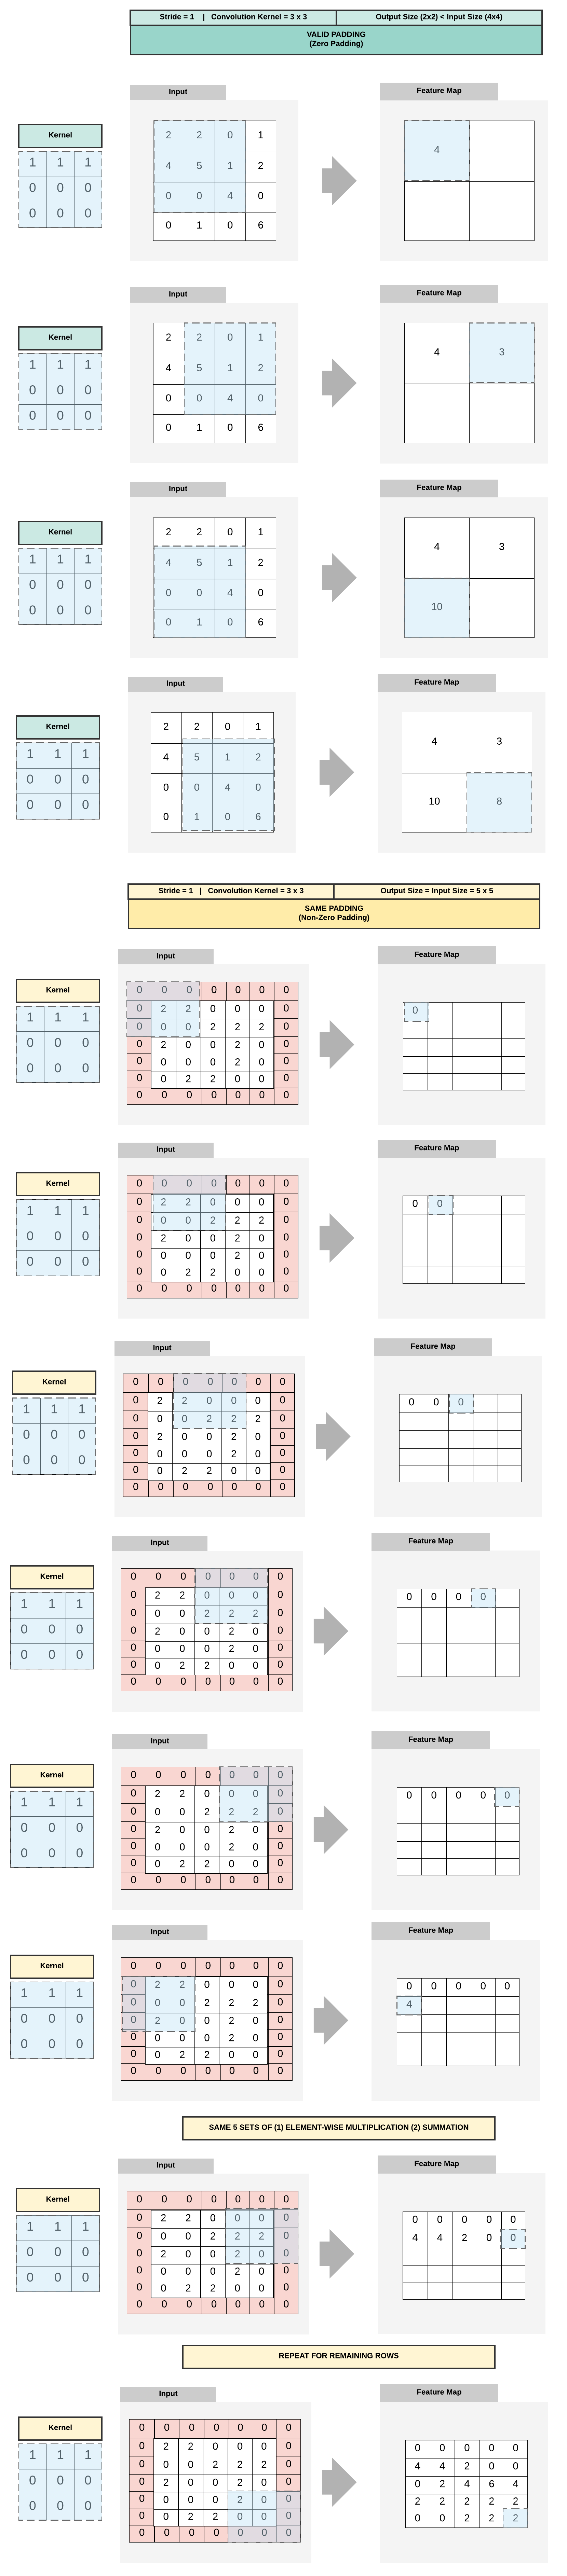 Stride = 1 | Convolution Kernel = 3 x 3
Output Size (2x2) < Input Size (4x4)
VALID PADDING
(Zero Padding)
Kernel
1 1 1
0 0 0
0 0 0
Input
2 2 0 1
4 5 1 2
0 0 4 0
0 1 0 6
Feature Map
4
Kernel
1 1 1
0 0 0
0 0 0
Input
2 2 0 1
4 5 1 2
0 0 4 0
0 1 0 6
Feature Map
4 3
Kernel
1 1 1
0 0 0
0 0 0
Input
2 2 0 1
4 5 1 2
0 0 4 0
0 1 0 6
Feature Map
4 3
10
Kernel
1 1 1
0 0 0
0 0 0
Input
2 2 0 1
4 5 1 2
0 0 4 0
0 1 0 6
Feature Map
4 3
10 8
Stride = 1 | Convolution Kernel = 3 x 3
Output Size = Input Size = 5 x 5
SAME PADDING
(Non-Zero Padding)
Kernel
1 1 1
0 0 0
0 0 0
Input
0 0 0 0 0 0 0
0 2 2 0 0 0 0
0 0 0 2 2 2 0
0 2 0 0 2 0 0
0 0 0 0 2 0 0
0 0 2 2 0 0 0
0 0 0 0 0 0 0
Feature Map
0
Kernel
1 1 1
0 0 0
0 0 0
Input
0 0 0 0 0 0 0
0 2 2 0 0 0 0
0 0 0 2 2 2 0
0 2 0 0 2 0 0
0 0 0 0 2 0 0
0 0 2 2 0 0 0
0 0 0 0 0 0 0
Feature Map
0 0
Kernel
1 1 1
0 0 0
0 0 0
Input
0 0 0 0 0 0 0
0 2 2 0 0 0 0
0 0 0 2 2 2 0
0 2 0 0 2 0 0
0 0 0 0 2 0 0
0 0 2 2 0 0 0
0 0 0 0 0 0 0
Feature Map
0 0 0
Kernel
1 1 1
0 0 0
0 0 0
Input
0 0 0 0 0 0 0
0 2 2 0 0 0 0
0 0 0 2 2 2 0
0 2 0 0 2 0 0
0 0 0 0 2 0 0
0 0 2 2 0 0 0
0 0 0 0 0 0 0
Feature Map
0 0 0 0
Kernel
1 1 1
0 0 0
0 0 0
Input
0 0 0 0 0 0 0
0 2 2 0 0 0 0
0 0 0 2 2 2 0
0 2 0 0 2 0 0
0 0 0 0 2 0 0
0 0 2 2 0 0 0
0 0 0 0 0 0 0
Feature Map
0 0 0 0 0
Kernel
1 1 1
0 0 0
0 0 0
Input
0 0 0 0 0 0 0
0 2 2 0 0 0 0
0 0 0 2 2 2 0
0 2 0 0 2 0 0
0 0 0 0 2 0 0
0 0 2 2 0 0 0
0 0 0 0 0 0 0
Feature Map
0 0 0 0 0
4
SAME 5 SETS OF (1) ELEMENT-WISE MULTIPLICATION (2) SUMMATION
Kernel
1 1 1
0 0 0
0 0 0
Input
0 0 0 0 0 0 0
0 2 2 0 0 0 0
0 0 0 2 2 2 0
0 2 0 0 2 0 0
0 0 0 0 2 0 0
0 0 2 2 0 0 0
0 0 0 0 0 0 0
Feature Map
0 0 0 0 0
4 4 2 0 0
REPEAT FOR REMAINING ROWS
Kernel
1 1 1
0 0 0
0 0 0
Input
0 0 0 0 0 0 0
0 2 2 0 0 0 0
0 0 0 2 2 2 0
0 2 0 0 2 0 0
0 0 0 0 2 0 0
0 0 2 2 0 0 0
0 0 0 0 0 0 0
Feature Map
0 0 0 0 0
4 4 2 0 0
0 2 4 6 4
2 2 2 2 2
0 0 2 2 2